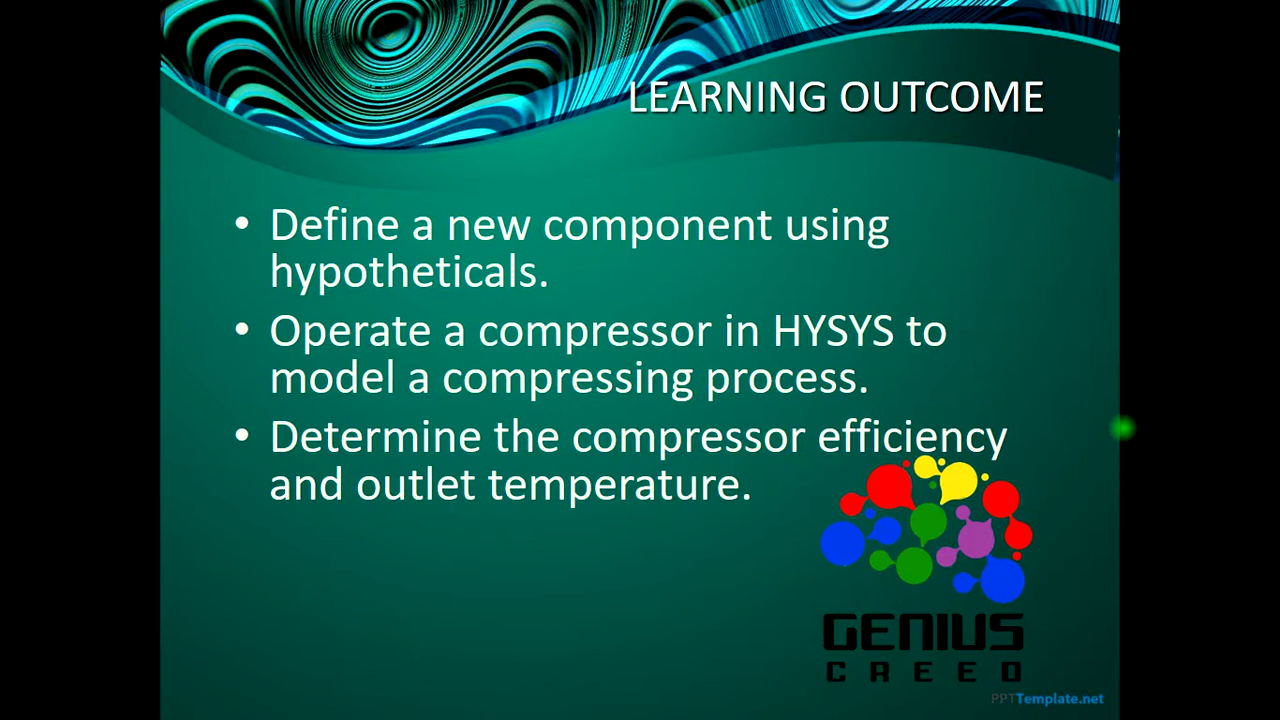 LEARNING OUTCOME
• Define a new component using
hypotheticals.
• Operate a compressor in HYSYS to
model a compressing process.
• Determine the compressor efficiency
and outlet temperature.
GENIUS
CREED
PPTTemplate.net